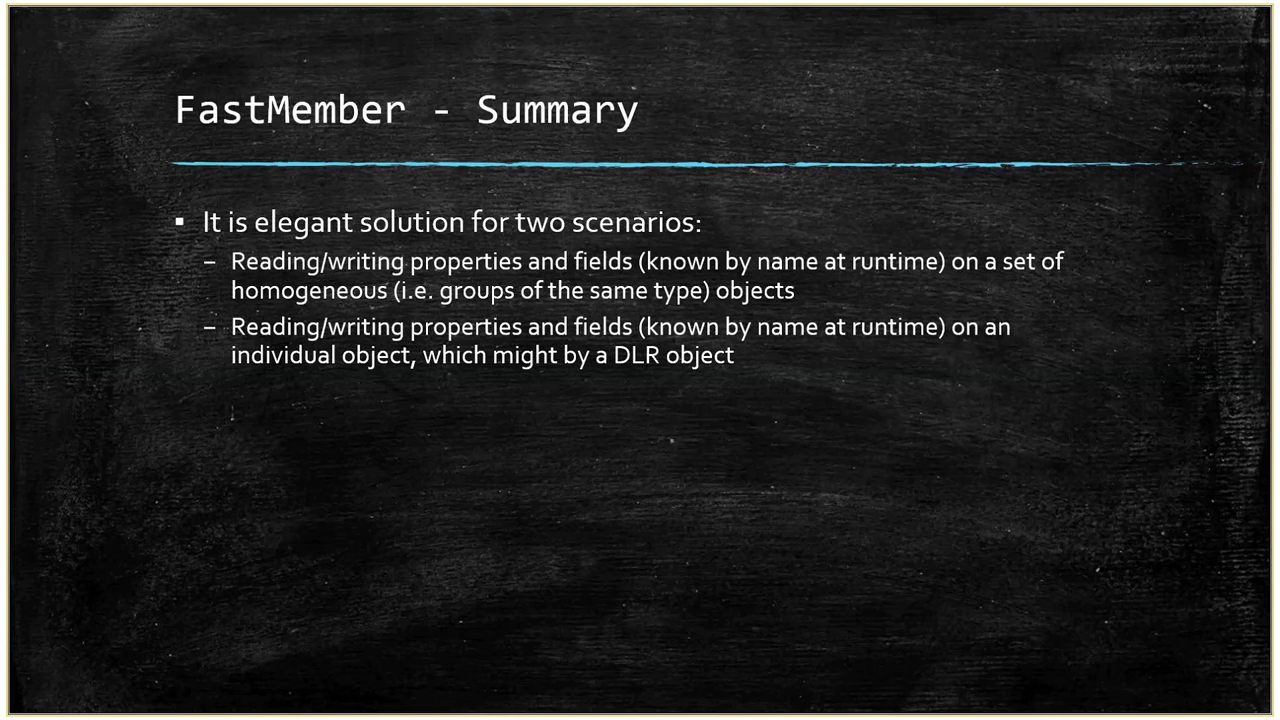 FastMember - Summary
▪ It is elegant solution for two scenarios:
– Reading/writing properties and fields (known by name at runtime) on a set of
homogeneous (i.e. groups of the same type) objects
– Reading/writing properties and fields (known by name at runtime) on an
individual object, which might by a DLR object